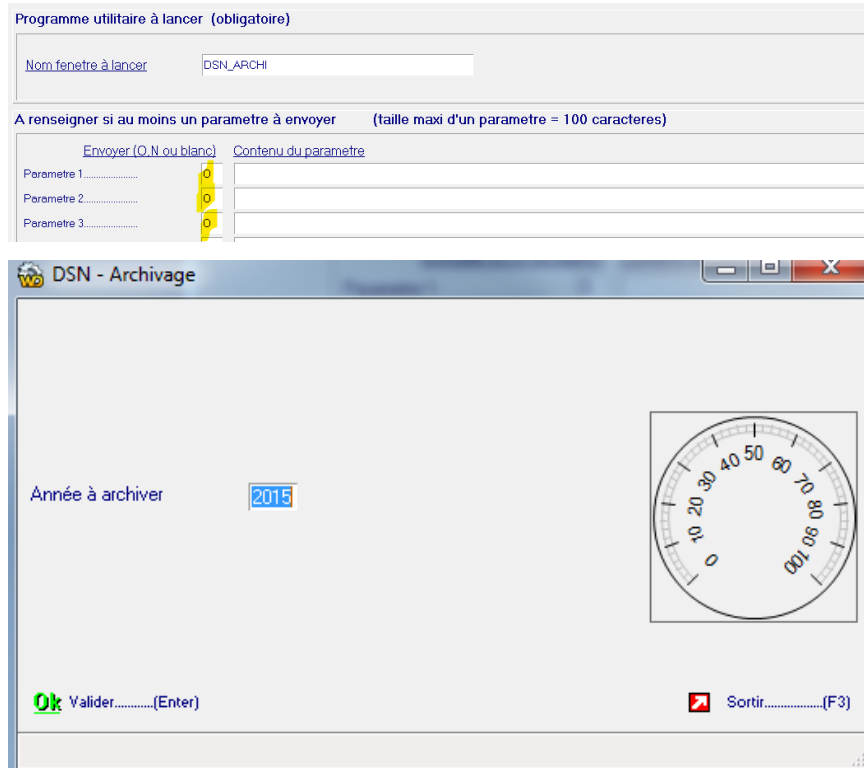 Programme utilitaire à lancer (obligatoire)
Nom fenetre à lancer DSN_ARCHI
A renseigner si au moins un parametre à envoyer (taille maxi d'un parametre = 100 caracteres)
Envoyer (O,N ou blanc) Contenu du parametre
Parametre 1..................... O
Parametre 2..................... O
Parametre 3..................... O
DSN - Archivage
Année à archiver 2015
0 10 20 30 40 50 60 70 80 90 100
Ok Valider...........(Enter) Sortir.................(F3)